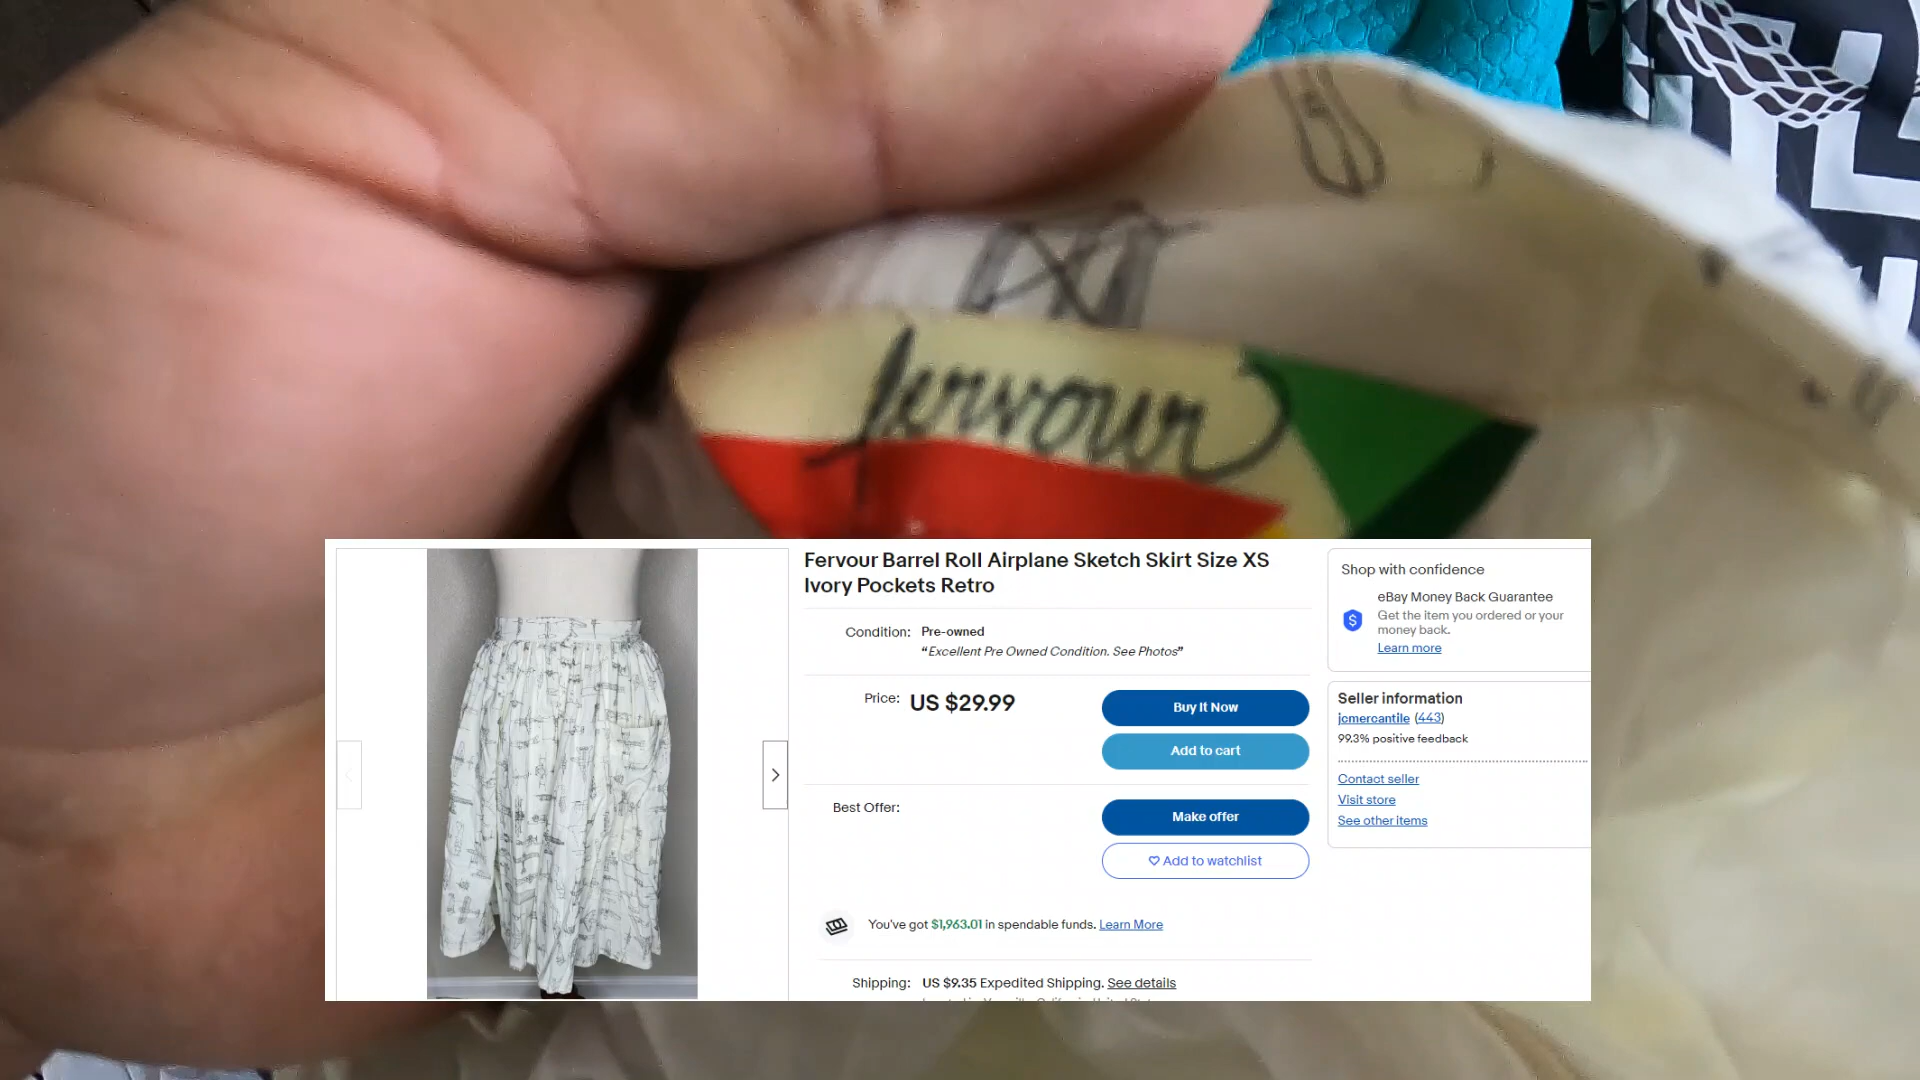 fervour
Fervour Barrel Roll Airplane Sketch Skirt Size XS
Ivory Pockets Retro
Condition: Pre-owned
“Excellent Pre Owned Condition. See Photos”
Price: US $29.99
Buy It Now
Add to cart
Best Offer:
Make offer
Add to watchlist
You've got $1,963.01 in spendable funds. Learn More
Shipping: US $9.35 Expedited Shipping. See details
Shop with confidence
eBay Money Back Guarantee
Get the item you ordered or your
money back.
Learn more
Seller information
jcmercantile (443)
99.3% positive feedback
Contact seller
Visit store
See other items